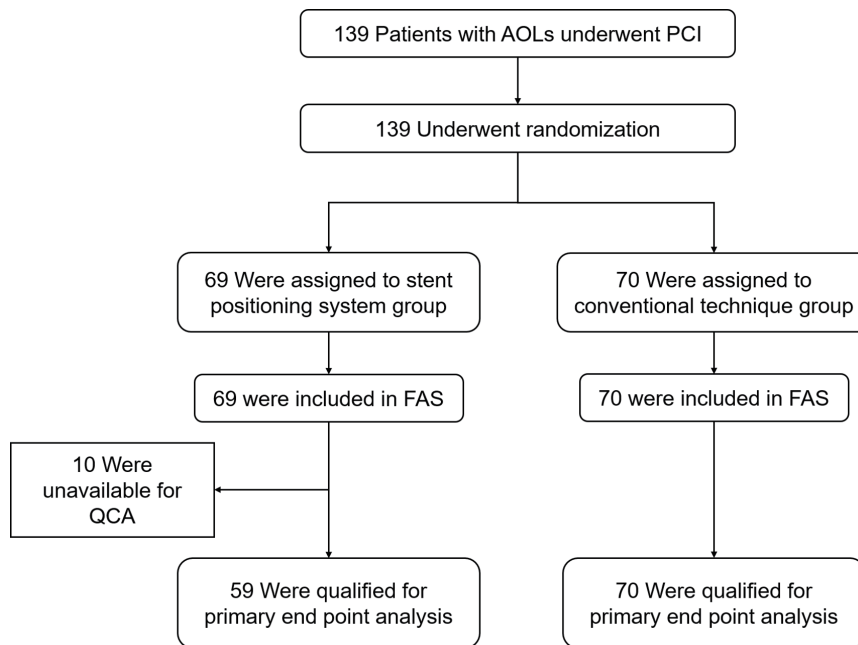 139 Patients with AOLs underwent PCI
139 Underwent randomization
69 Were assigned to stent
positioning system group
70 Were assigned to
conventional technique group
69 were included in FAS
70 were included in FAS
10 Were
unavailable for
QCA
59 Were qualified for
primary end point analysis
70 Were qualified for
primary end point analysis